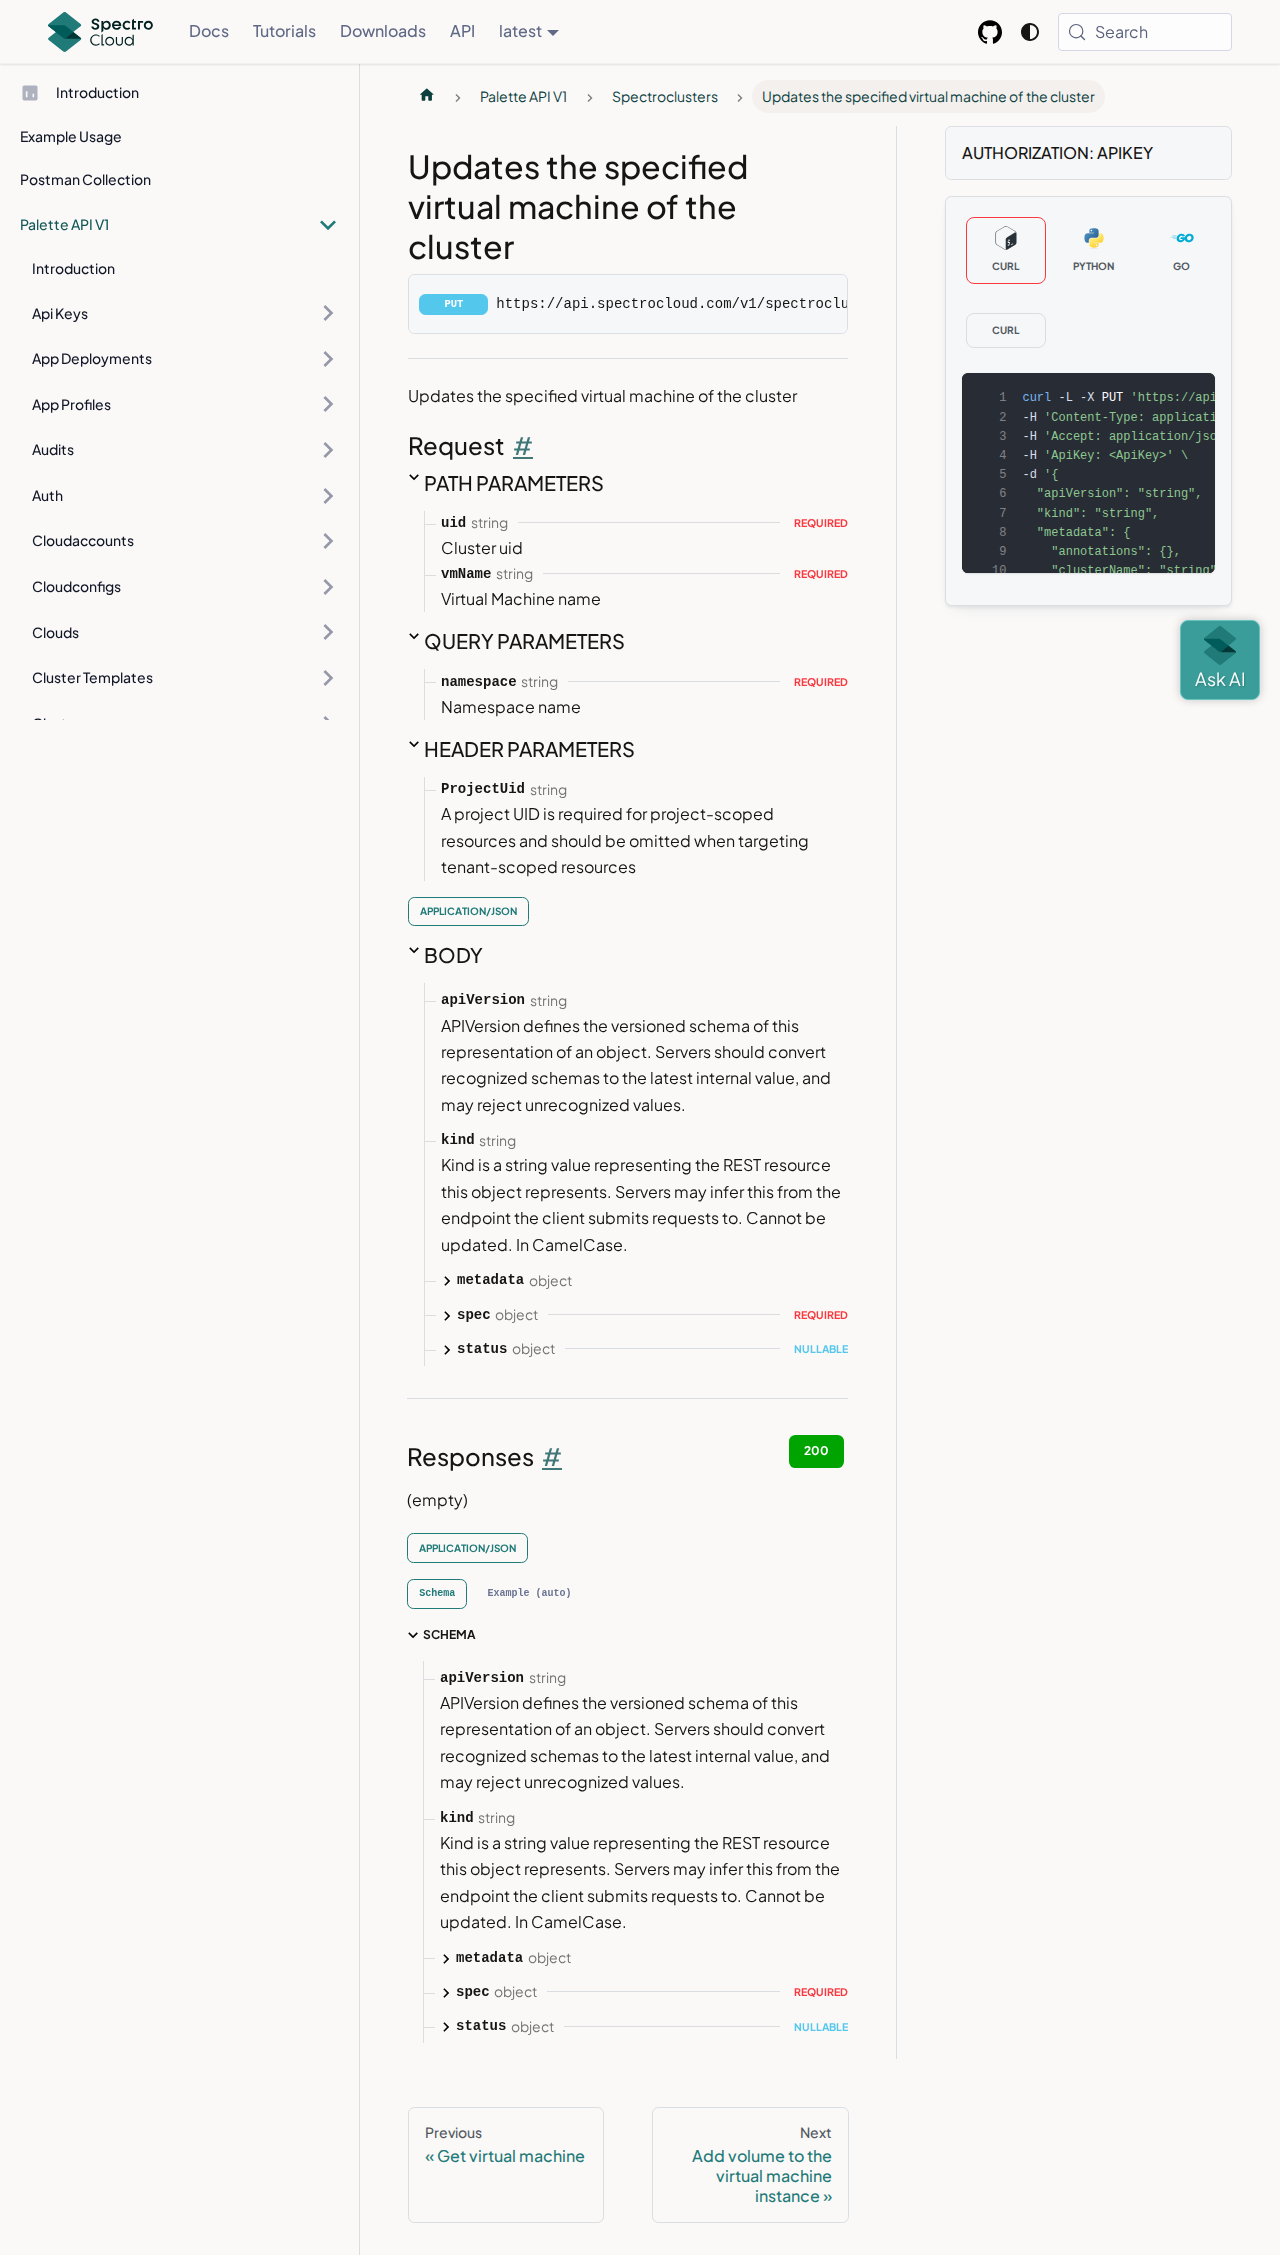 Spectro
Cloud
Docs
Tutorials
Downloads
API
latest
Search
Introduction
Example Usage
Postman Collection
Palette API V1
Introduction
Api Keys
App Deployments
App Profiles
Audits
Auth
Cloudaccounts
Cloudconfigs
Clouds
Cluster Templates
Palette API V1
Spectroclusters
Updates the specified virtual machine of the cluster
Updates the specified
virtual machine of the
cluster
PUT https://api.spectrocloud.com/v1/spectroclu
Updates the specified virtual machine of the cluster
Request #
PATH PARAMETERS
uid string REQUIRED
Cluster uid
vmName string REQUIRED
Virtual Machine name
QUERY PARAMETERS
namespace string REQUIRED
Namespace name
HEADER PARAMETERS
ProjectUid string
A project UID is required for project-scoped
resources and should be omitted when targeting
tenant-scoped resources
APPLICATION/JSON
BODY
apiVersion string
APIVersion defines the versioned schema of this
representation of an object. Servers should convert
recognized schemas to the latest internal value, and
may reject unrecognized values.
kind string
Kind is a string value representing the REST resource
this object represents. Servers may infer this from the
endpoint the client submits requests to. Cannot be
updated. In CamelCase.
metadata object
spec object REQUIRED
status object NULLABLE
Responses #
200
(empty)
APPLICATION/JSON
Schema
Example (auto)
SCHEMA
apiVersion string
APIVersion defines the versioned schema of this
representation of an object. Servers should convert
recognized schemas to the latest internal value, and
may reject unrecognized values.
kind string
Kind is a string value representing the REST resource
this object represents. Servers may infer this from the
endpoint the client submits requests to. Cannot be
updated. In CamelCase.
metadata object
spec object REQUIRED
status object NULLABLE
Previous
« Get virtual machine
Next
Add volume to the
virtual machine
instance »
AUTHORIZATION: APIKEY
CURL
PYTHON
GO
GO
CURL
1 curl -L -X PUT 'https://api
2 -H 'Content-Type: applicati
3 -H 'Accept: application/jso
4 -H 'ApiKey: <ApiKey>' \
5 -d '{
6 "apiVersion": "string",
7 "kind": "string",
8 "metadata": {
9 "annotations": {},
10 "clusterName": "string"
Ask AI